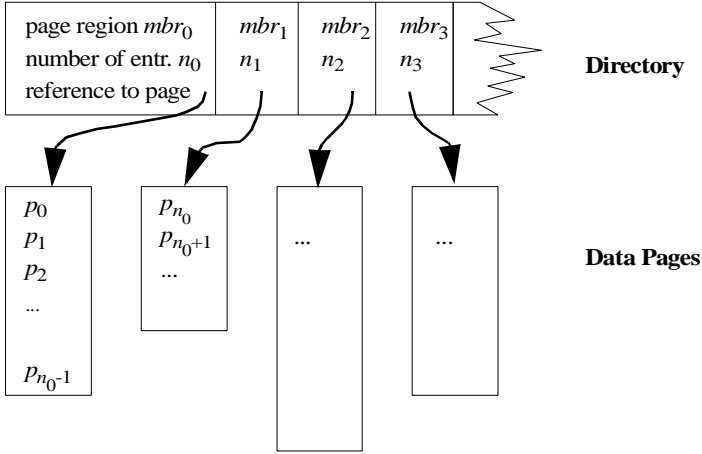 page region mbr0 mbr1 mbr2 mbr3
number of entr. n0 n1 n2 n3
reference to page
Directory
p0 pn0
p1 pn0+1 ... ...
p2 ...
...
pn0-1
Data Pages